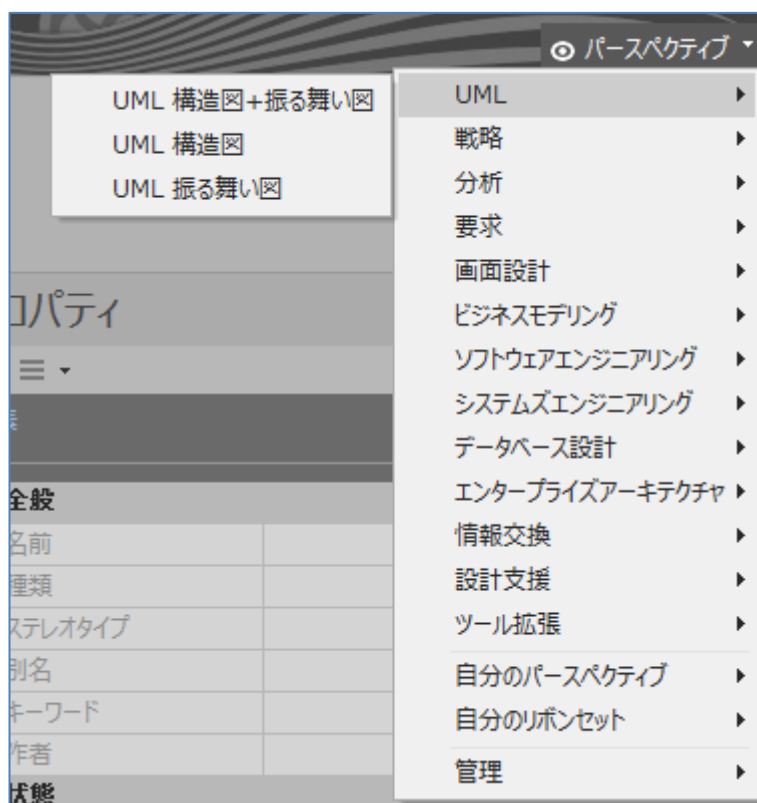 パースペクティブ
UML 構造図+振る舞い図
UML 構造図
UML 振る舞い図
UML
戦略
分析
要求
画面設計
ビジネスモデリング
ソフトウェアエンジニアリング
システムズエンジニアリング
データベース設計
エンタープライズアーキテクチャ
情報交換
設計支援
ツール拡張
自分のパースペクティブ
自分のリボンセット
管理
ロパティ
全般
名前
種類
ステレオタイプ
別名
キーワード
作者
状態